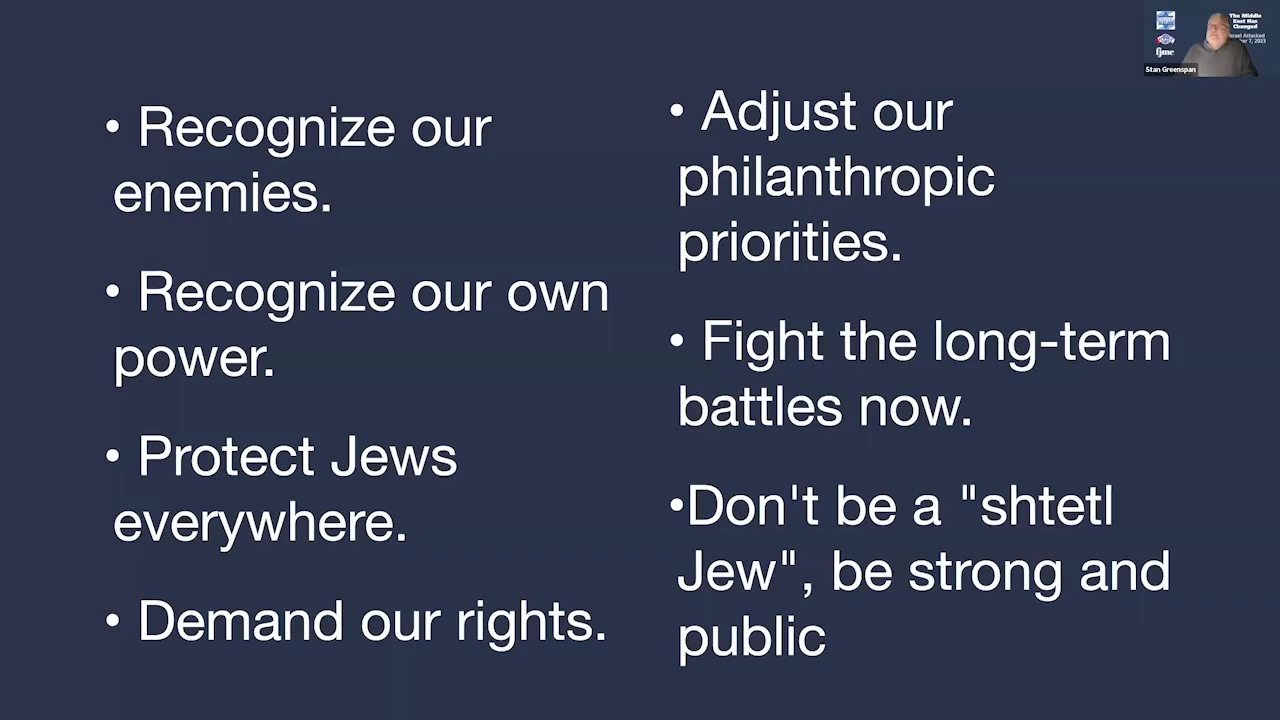 • Recognize our
enemies.
• Recognize our own
power.
• Protect Jews
everywhere.
• Demand our rights.
• Adjust our
philanthropic
priorities.
• Fight the long-term
battles now.
•Don't be a "shtetl
Jew", be strong and
public
The Middle
East Has
Changed
Israel Attacked
7, 2023
fjmc
Stan Greenspan